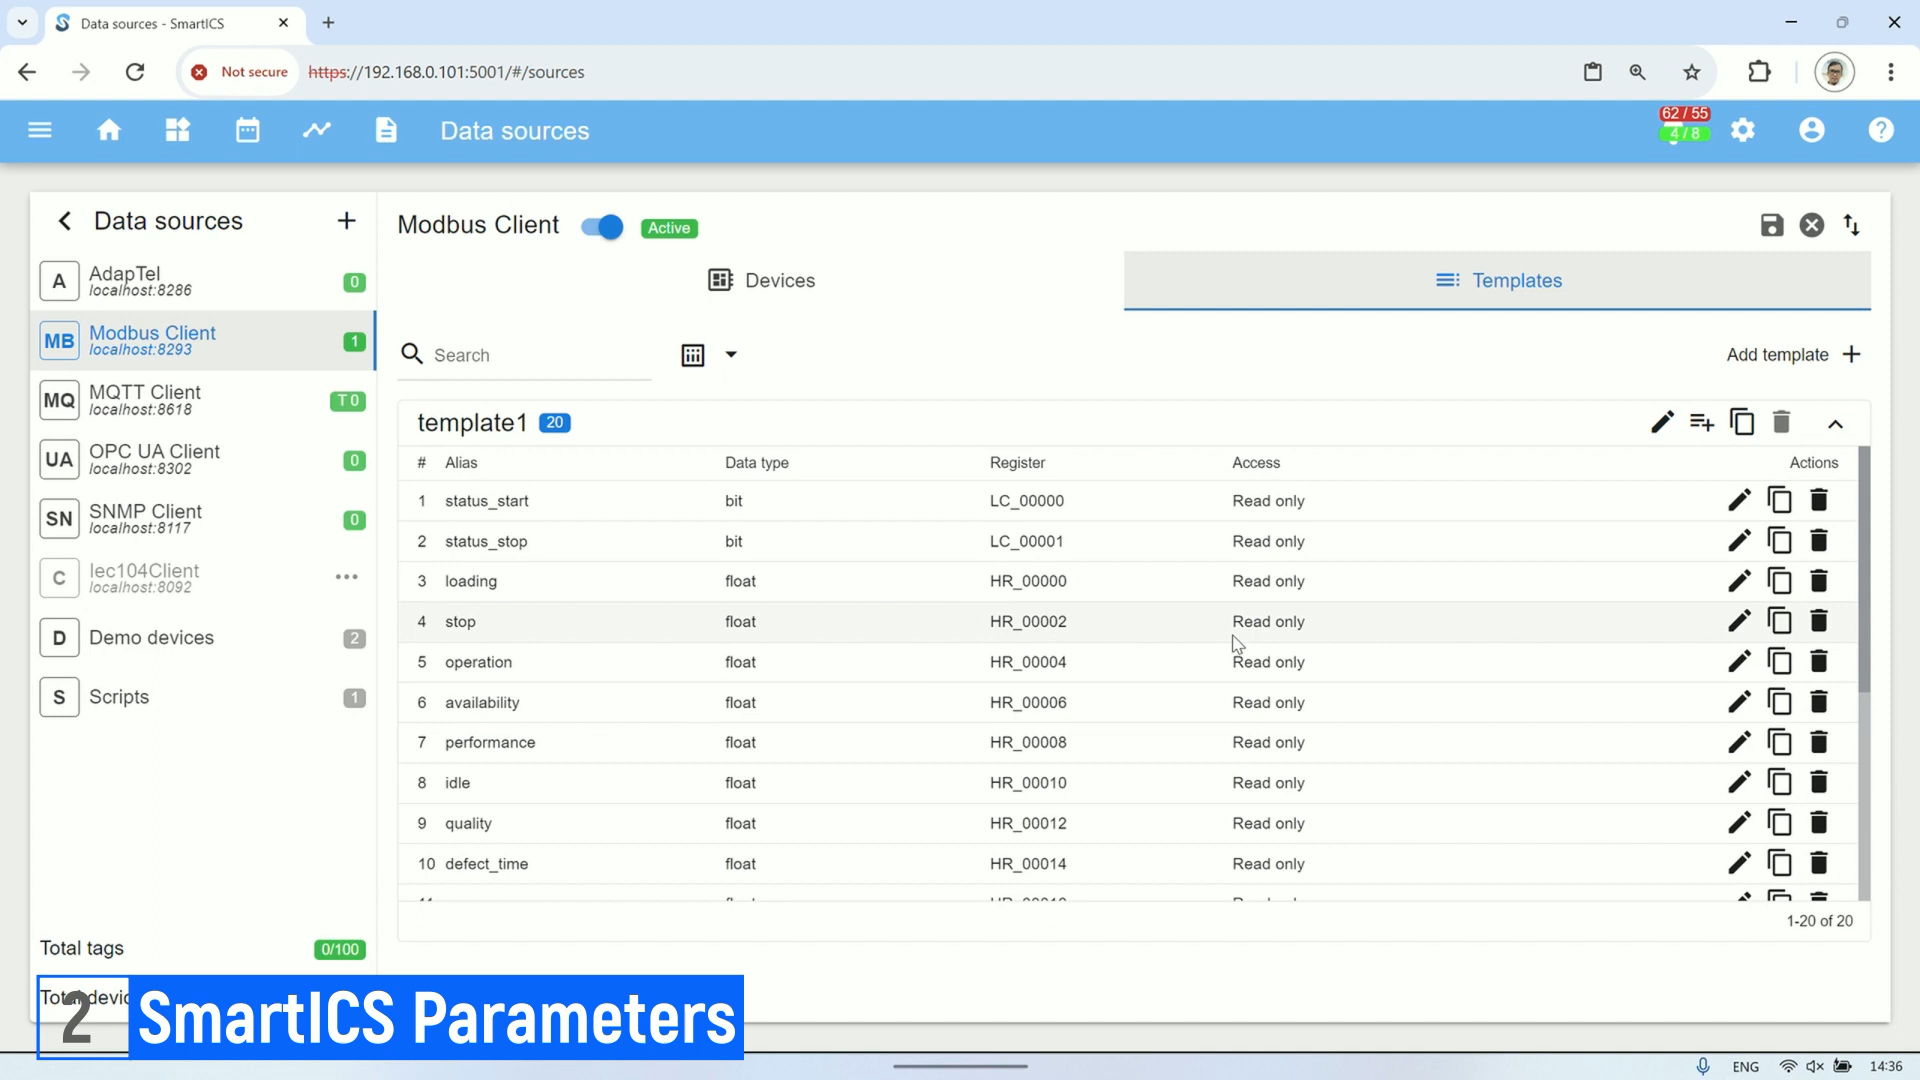 Data sources - SmartICS
Not secure
https://192.168.0.101:5001/#/sources
Data sources
62 / 55
4 / 8
Data sources
A
AdapTel
localhost:8286
0
MB
Modbus Client
localhost:8293
1
MQ
MQTT Client
localhost:8618
T 0
UA
OPC UA Client
localhost:8302
0
SN
SNMP Client
localhost:8117
0
C
Iec104Client
localhost:8092
D
Demo devices
2
S
Scripts
1
Total tags
0/100
Modbus Client
Active
Devices
Templates
Search
Add template
template1 20
# Alias Data type Register Access Actions
1 status_start bit LC_00000 Read only
2 status_stop bit LC_00001 Read only
3 loading float HR_00000 Read only
4 stop float HR_00002 Read only
5 operation float HR_00004 Read only
6 availability float HR_00006 Read only
7 performance float HR_00008 Read only
8 idle float HR_00010 Read only
9 quality float HR_00012 Read only
10 defect_time float HR_00014 Read only
1-20 of 20
2 SmartICS Parameters
ENG
14:36